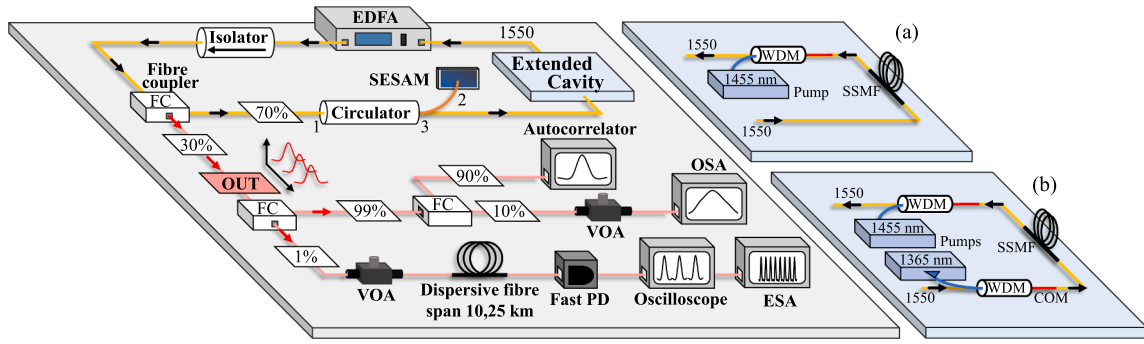 EDFA
Isolator
1550
Extended
Cavity
SESAM
2
Fibre
coupler
FC
70%
1
Circulator
3
30%
OUT
Autocorrelator
90%
OSA
FC
99%
FC
10%
VOA
1%
VOA
Dispersive fibre
span 10,25 km
Fast PD
Oscilloscope
ESA
(a)
1550
WDM
1455 nm
Pump
SSMF
1550
(b)
1550
WDM
1455 nm
Pumps
1365 nm
SSMF
1550
WDM
COM